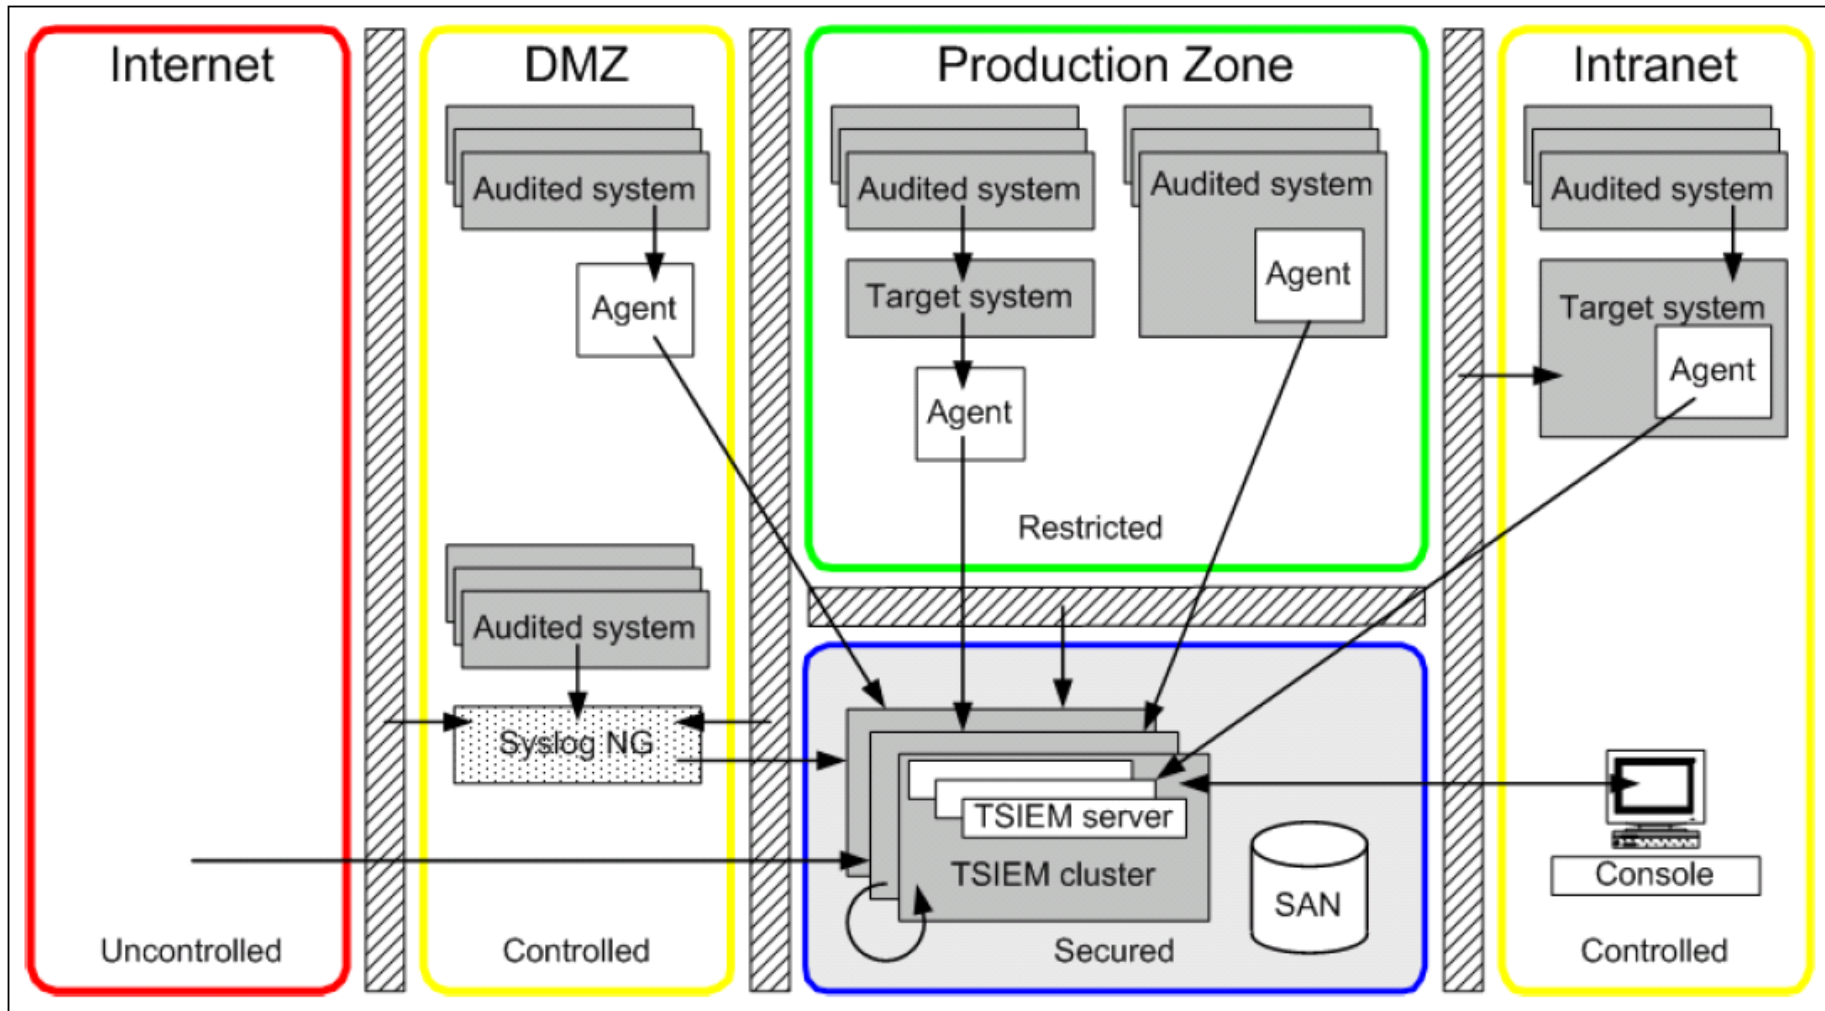 Internet
DMZ
Production Zone
Intranet
Audited system
Audited system
Audited system
Audited system
Agent
Target system
Agent
Target system
Agent
Agent
Restricted
Audited system
Syslog NG
TSIEM server
TSIEM cluster
SAN
Console
Uncontrolled
Controlled
Secured
Controlled